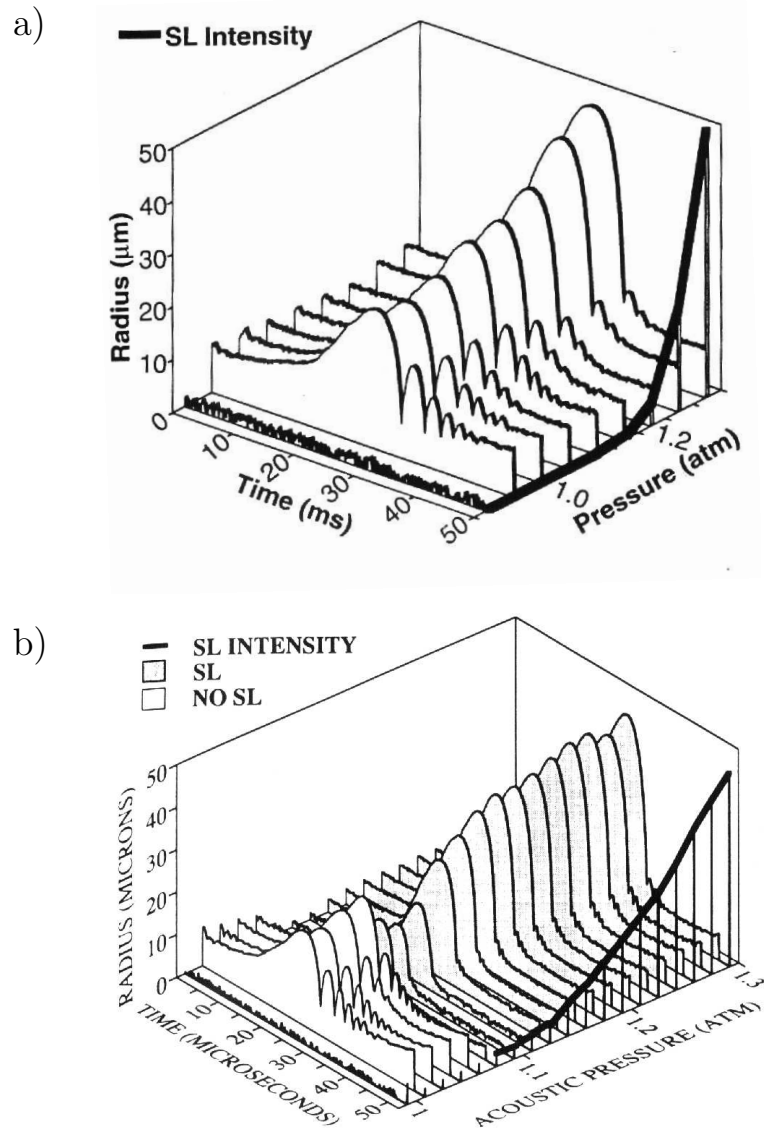 a)
SL Intensity
50
40
30
20
10
0
Radius (μm)
10
20
30
40
50
Time (ms)
1.0
1.2
Pressure (atm)
b)
SL INTENSITY
SL
NO SL
50
40
30
20
10
0
RADIUS (MICRONS)
10
20
30
40
50
TIME (MICROSECONDS)
1
1.1
1.2
1.3
ACOUSTIC PRESSURE (ATM)